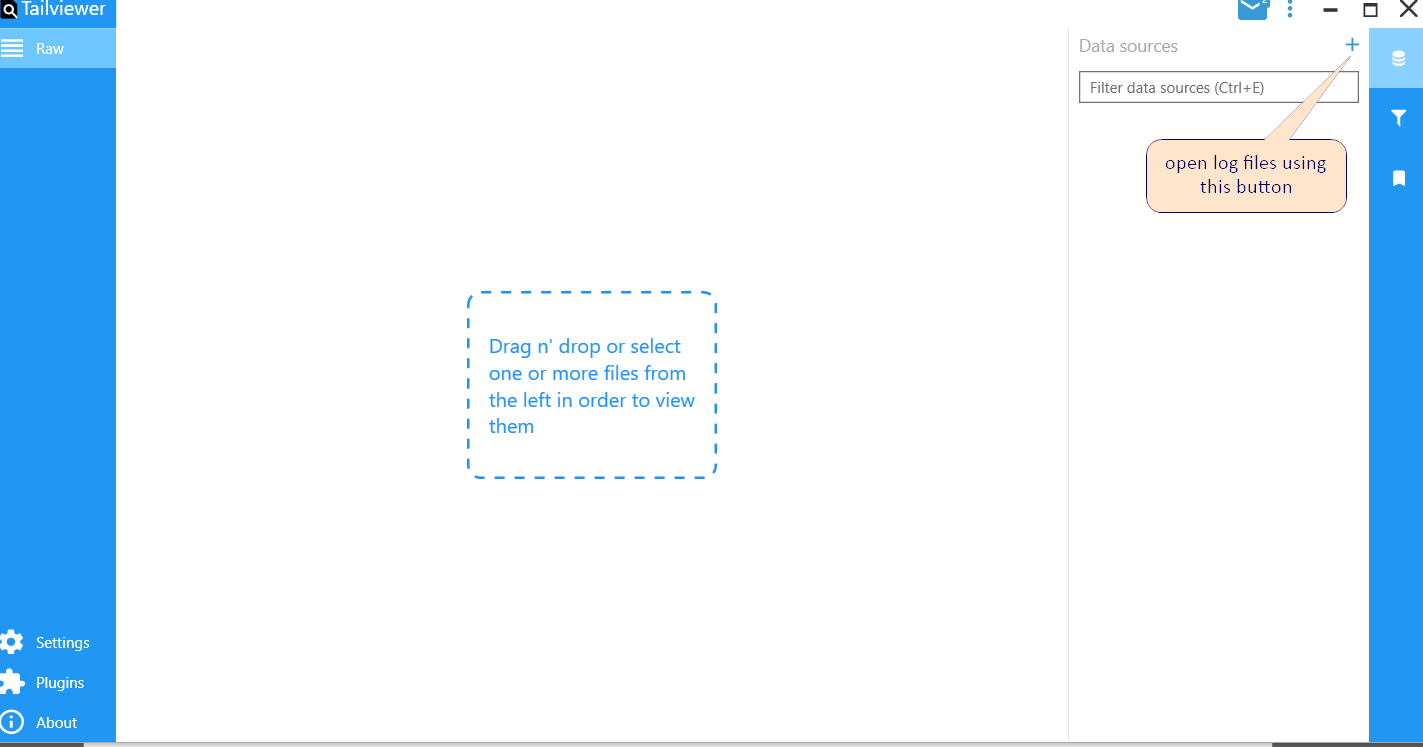 Tailviewer
2
Raw
Data sources
+
Filter data sources (Ctrl+E)
open log files using
this button
Drag n' drop or select
one or more files from
the left in order to view
them
Settings
Plugins
About